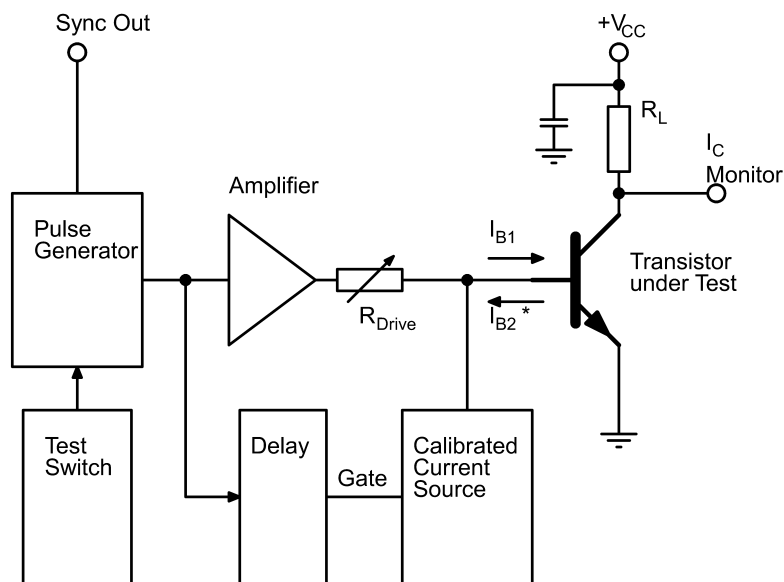 Sync Out
+VCC
RL
IC
Monitor
Amplifier
Pulse
Generator
IB1
Transistor
under Test
RDrive
IB2 *
Test
Switch
Delay
Gate
Calibrated
Current
Source